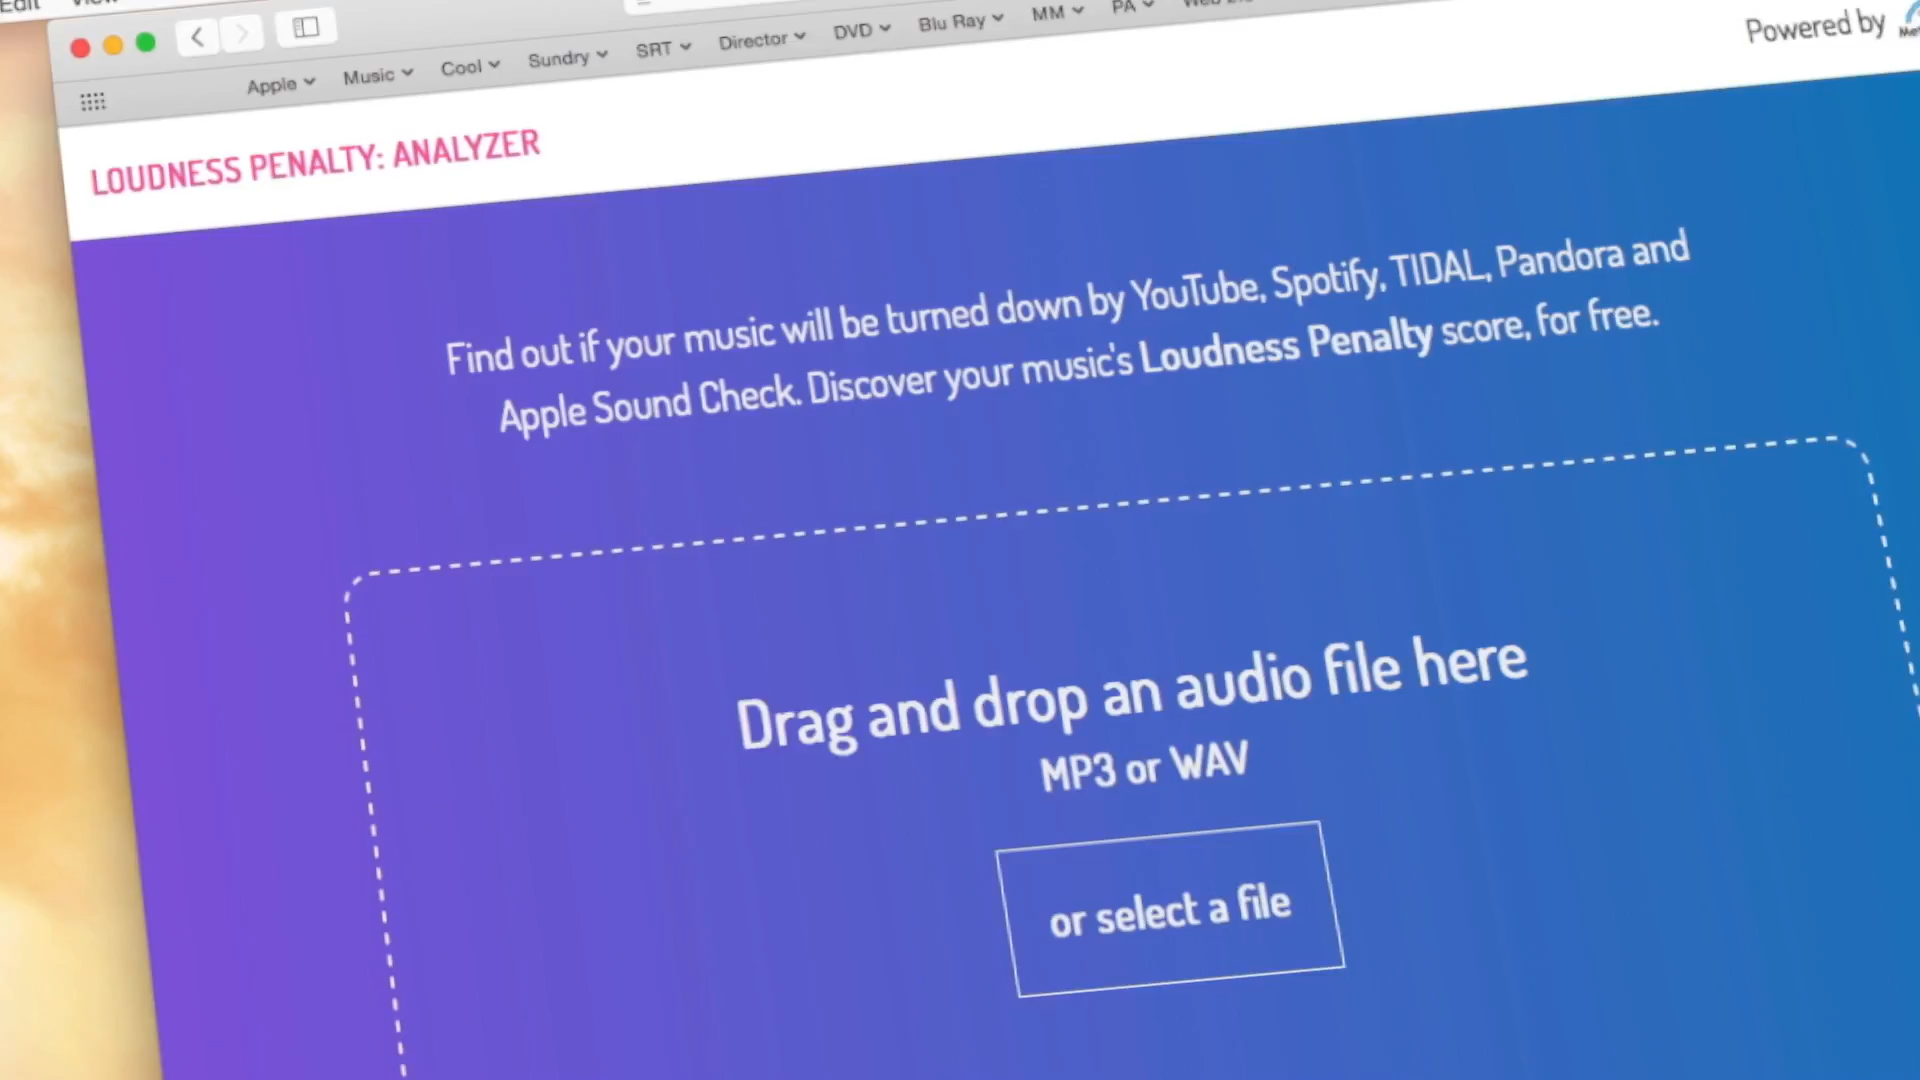 Edit
Apple Music Cool Sundry SRT Director DVD Blu Ray MM PA
Powered by
LOUDNESS PENALTY: ANALYZER
Find out if your music will be turned down by YouTube, Spotify, TIDAL, Pandora and
Apple Sound Check. Discover your music's Loudness Penalty score, for free.
Drag and drop an audio file here
MP3 or WAV
or select a file